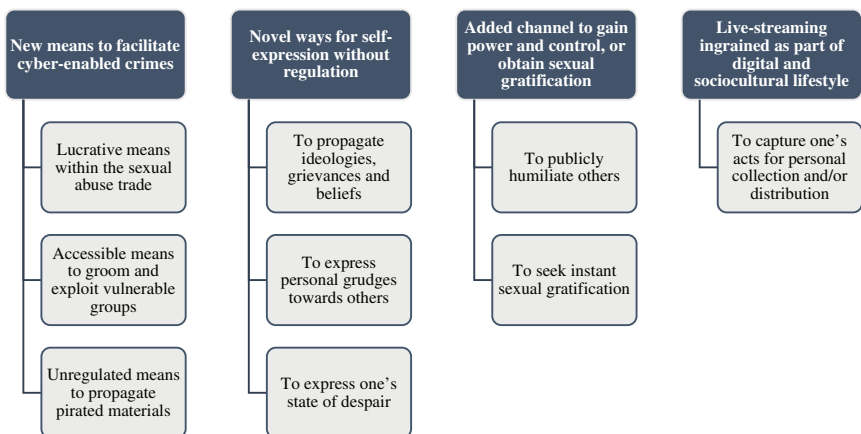 New means to facilitate
cyber-enabled crimes
Lucrative means
within the sexual
abuse trade
Accessible means
to groom and
exploit vulnerable
groups
Unregulated means
to propagate
pirated materials
Novel ways for self-
expression without
regulation
To propagate
ideologies,
grievances and
beliefs
To express
personal grudges
towards others
To express one's
state of despair
Added channel to gain
power and control, or
obtain sexual
gratification
To publicly
humiliate others
To seek instant
sexual gratification
Live-streaming
ingrained as part of
digital and
sociocultural lifestyle
To capture one's
acts for personal
collection and/or
distribution